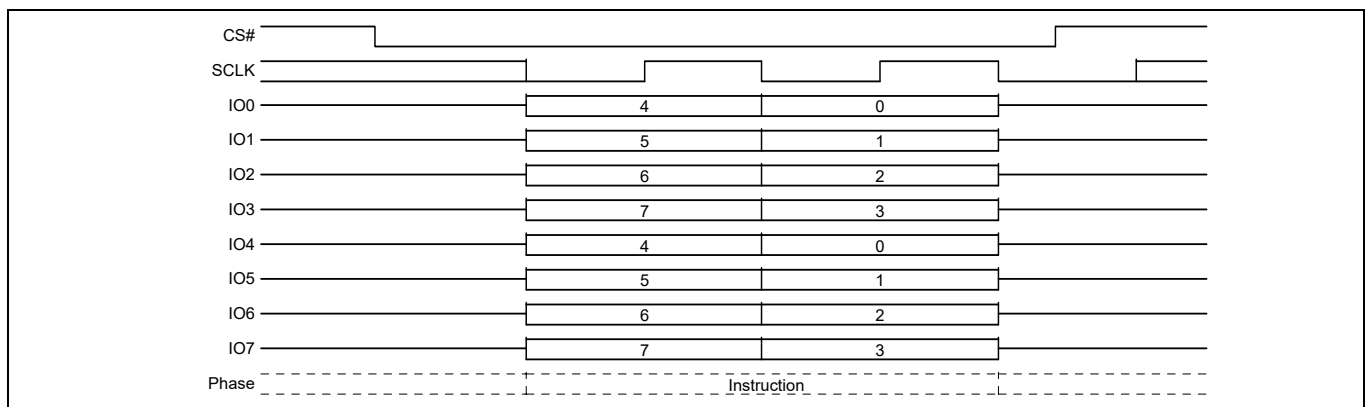 CS#
SCLK
IO0 4 0
IO1 5 1
IO2 6 2
IO3 7 3
IO4 4 0
IO5 5 1
IO6 6 2
IO7 7 3
Phase Instruction